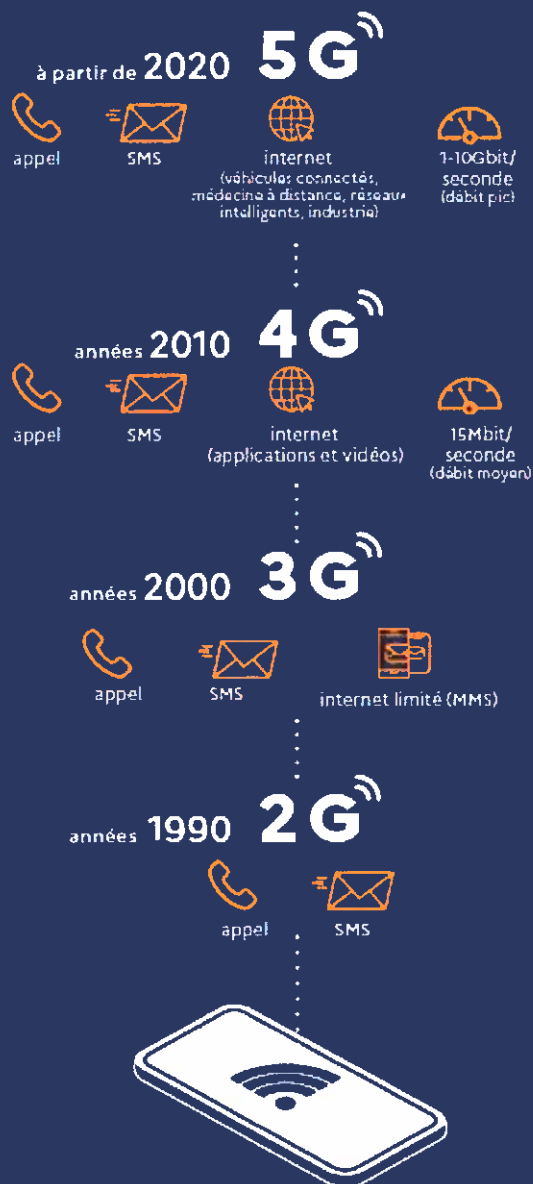 à partir de 2020 5G
appel
SMS
internet
(véhicules connectés,
médecine à distance, réseaux
intelligents, industrie)
1-10Gbit/
seconde
(débit pic)
années 2010 4G
appel
SMS
internet
(applications et vidéos)
15Mbit/
seconde
(débit moyen)
années 2000 3G
appel
SMS
internet limité (MMS)
années 1990 2G
appel
SMS